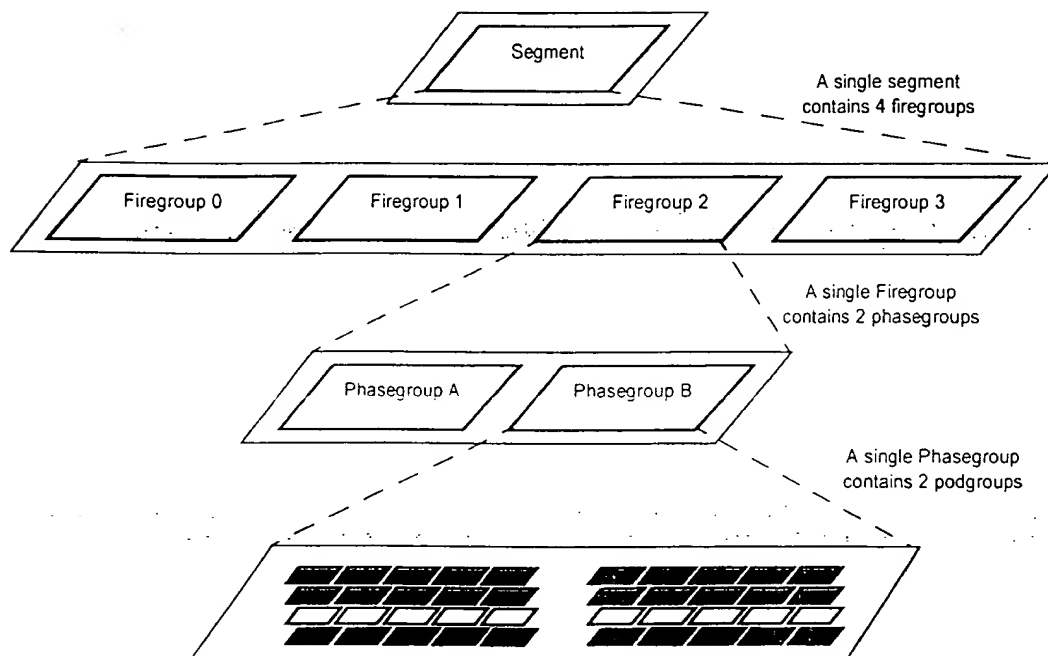 Segment
A single segment
contains 4 firegroups
Firegroup 0
Firegroup 1
Firegroup 2
Firegroup 3
A single Firegroup
contains 2 phasegroups
Phasegroup A
Phasegroup B
A single Phasegroup
contains 2 podgroups